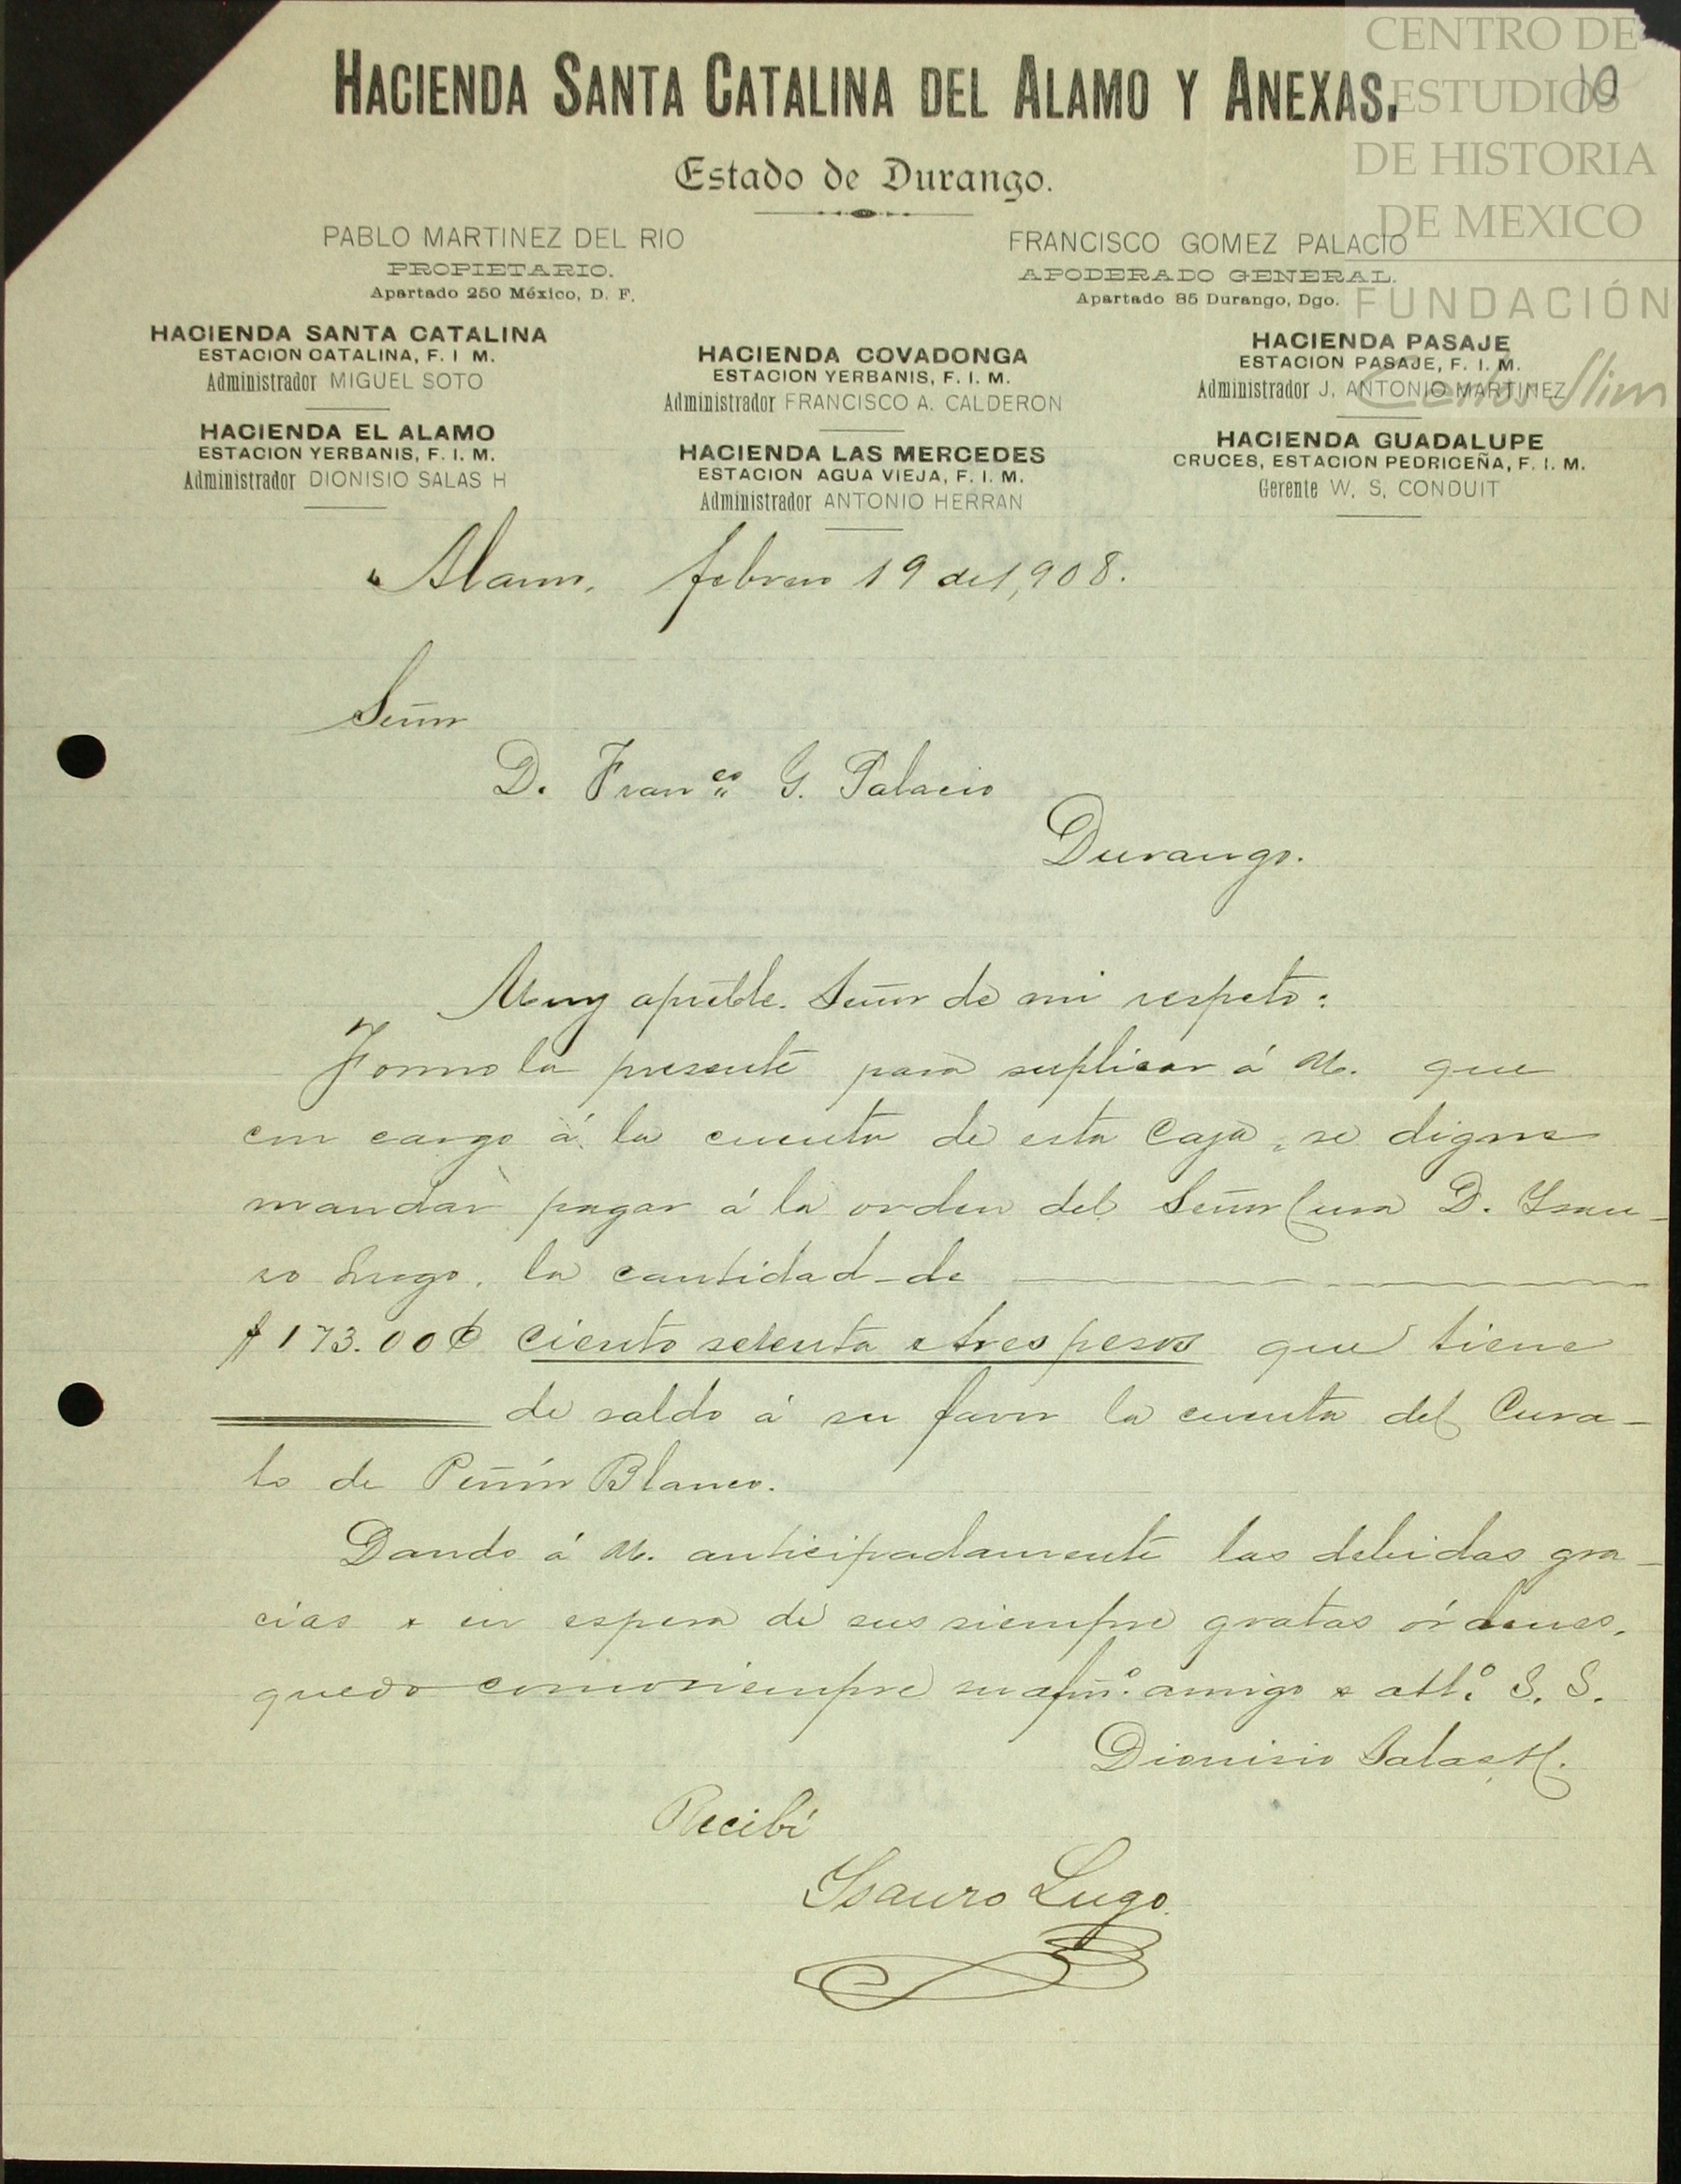 CENTRO DE
ESTUDIOS
DE HISTORIA
DE MEXICO
FUNDACIÓN
Carlos Slim
10
HACIENDA SANTA CATALINA DEL ALAMO Y ANEXAS.
Estado de Durango.
PABLO MARTINEZ DEL RIO
PROPIETARIO.
Apartado 250 México, D. F.
FRANCISCO GOMEZ PALACIO
APODERADO GENERAL.
Apartado 85 Durango, Dgo.
HACIENDA SANTA CATALINA
ESTACION CATALINA, F. I M.
Administrador MIGUEL SOTO
HACIENDA EL ALAMO
ESTACION YERBANIS, F. I. M.
Administrador DIONISIO SALAS H
HACIENDA COVADONGA
ESTACION YERBANIS, F. I. M.
Administrador FRANCISCO A. CALDERON
HACIENDA LAS MERCEDES
ESTACION AGUA VIEJA, F. I. M.
Administrador ANTONIO HERRAN
HACIENDA PASAJE
ESTACION PASAJE, F. I. M.
Administrador J. ANTONIO MARTINEZ
HACIENDA GUADALUPE
CRUCES, ESTACION PEDRICEÑA, F. I. M.
Gerente W. S. CONDUIT
Alamo, febrero 19 de 1,908.
Señor
D. Fran.co G. Palacio
Durango.
Muy apreble. Señor de mi respeto:
Tomo la presente para suplicar á U. que
con cargo á la cuenta de esta Caja, se digne
mandar pagar á la orden del Señor Cura D. Ysau-
ro Lugo, la cantidad de
$173.00¢ Ciento setenta x tres pesos que tiene
de saldo á su favor la cuenta del Cura-
to de Peñón Blanco.
Dando á U. anticipadamente las debidas gra-
cias x en espera de sus siempre gratas órdenes,
quedo como siempre su afmo. amigo x atto. S. S.
Dionisio Salas H.
Recibí
Ysauro Lugo